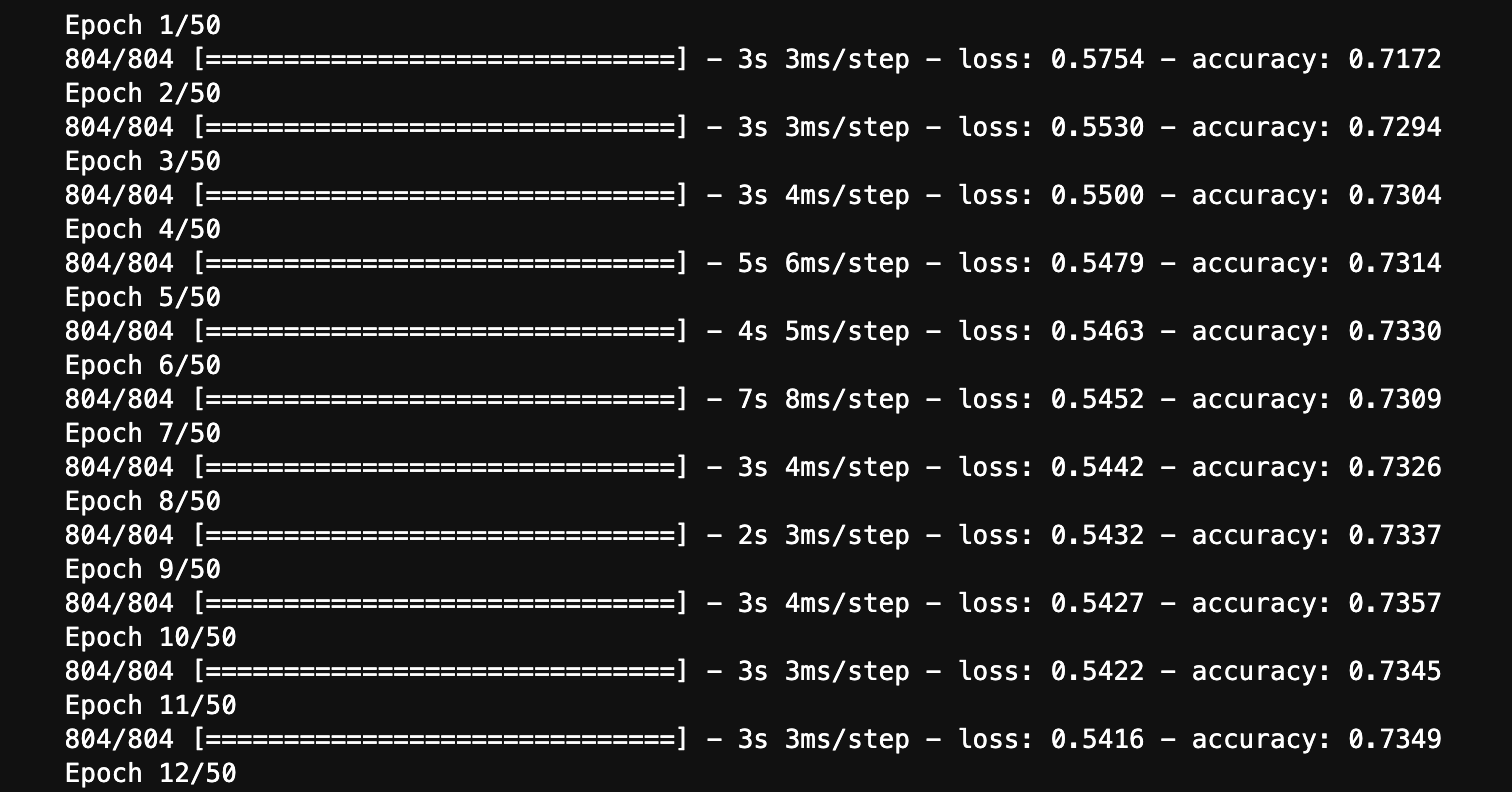 Epoch 1/50
804/804 [==============================] - 3s 3ms/step - loss: 0.5754 - accuracy: 0.7172
Epoch 2/50
804/804 [==============================] - 3s 3ms/step - loss: 0.5530 - accuracy: 0.7294
Epoch 3/50
804/804 [==============================] - 3s 4ms/step - loss: 0.5500 - accuracy: 0.7304
Epoch 4/50
804/804 [==============================] - 5s 6ms/step - loss: 0.5479 - accuracy: 0.7314
Epoch 5/50
804/804 [==============================] - 4s 5ms/step - loss: 0.5463 - accuracy: 0.7330
Epoch 6/50
804/804 [==============================] - 7s 8ms/step - loss: 0.5452 - accuracy: 0.7309
Epoch 7/50
804/804 [==============================] - 3s 4ms/step - loss: 0.5442 - accuracy: 0.7326
Epoch 8/50
804/804 [==============================] - 2s 3ms/step - loss: 0.5432 - accuracy: 0.7337
Epoch 9/50
804/804 [==============================] - 3s 4ms/step - loss: 0.5427 - accuracy: 0.7357
Epoch 10/50
804/804 [==============================] - 3s 3ms/step - loss: 0.5422 - accuracy: 0.7345
Epoch 11/50
804/804 [==============================] - 3s 3ms/step - loss: 0.5416 - accuracy: 0.7349
Epoch 12/50